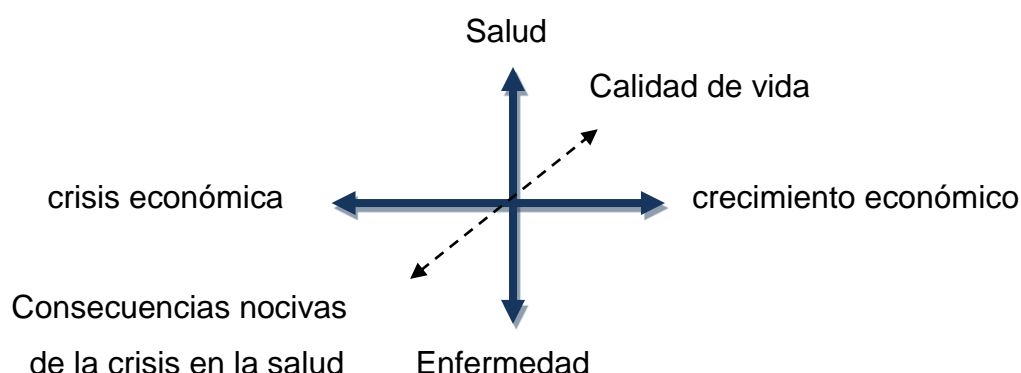 Salud
Calidad de vida
crisis económica
crecimiento económico
Consecuencias nocivas
de la crisis en la salud
Enfermedad